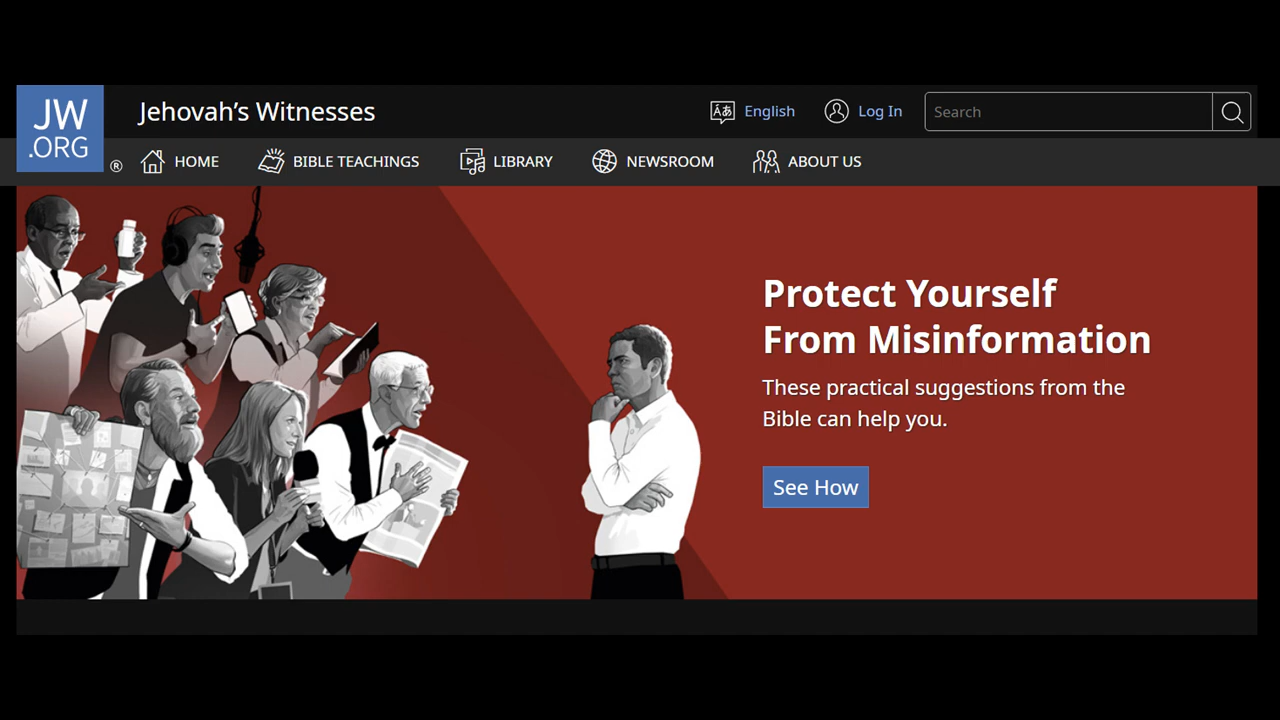 JW
.ORG
®
Jehovah's Witnesses
English
Log In
Search
HOME
BIBLE TEACHINGS
LIBRARY
NEWSROOM
ABOUT US
Protect Yourself
From Misinformation
These practical suggestions from the
Bible can help you.
See How